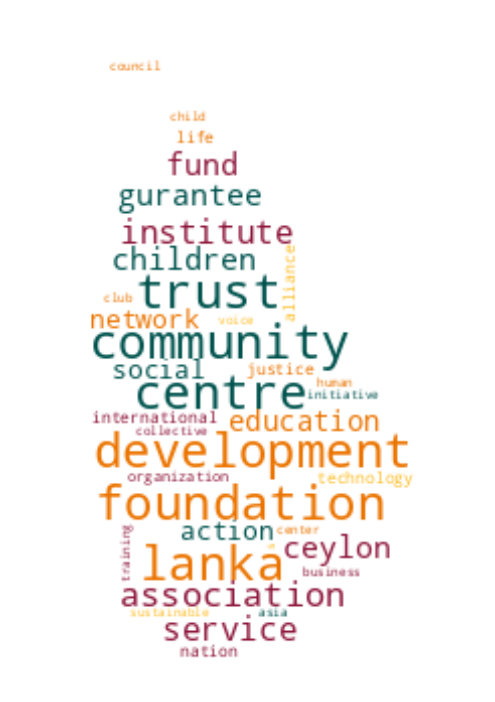 council
child
life
fund
gurantee
institute
children
alliance
trust
club
network
voice
community
social
justice
centre
human
initiative
international
education
collective
development
organization
technology
foundation
training
action
center
lanka
ceylon
business
association
sustainable
asia
service
nation